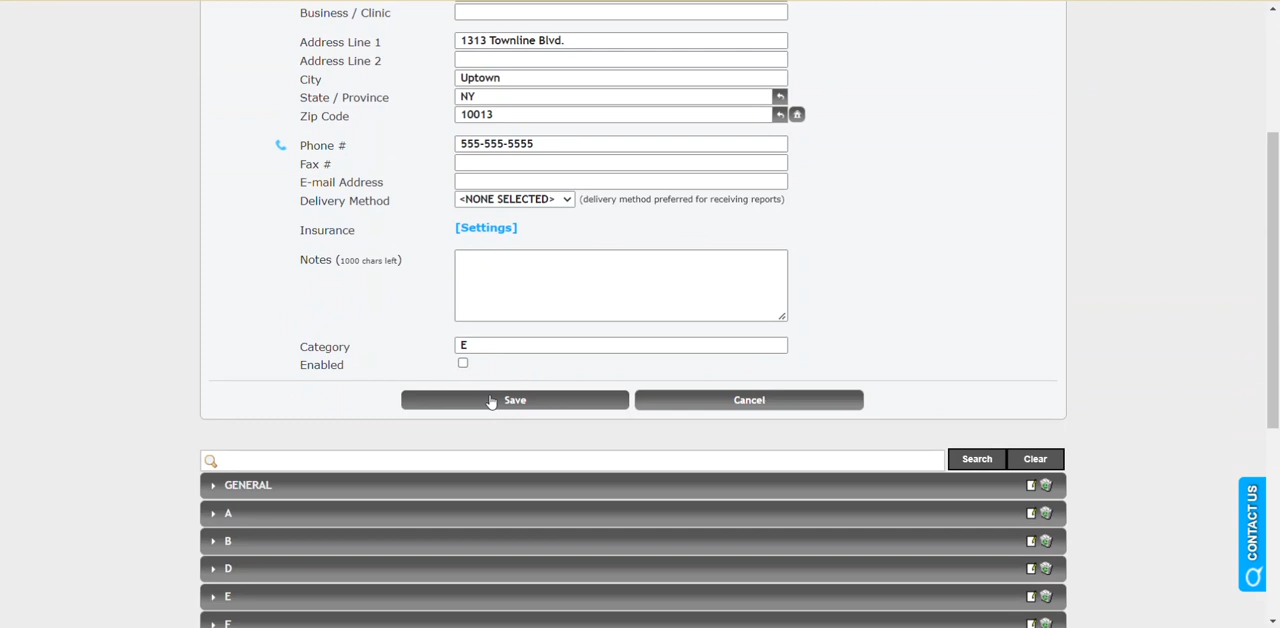 Business / Clinic
Address Line 1 1313 Townline Blvd.
Address Line 2
City Uptown
State / Province NY
Zip Code 10013
Phone # 555-555-5555
Fax #
E-mail Address
Delivery Method <NONE SELECTED> (delivery method preferred for receiving reports)
Insurance [Settings]
Notes (1000 chars left)
Category E
Enabled
Save Cancel
Search Clear
GENERAL
A
B
D
E
F
CONTACT US